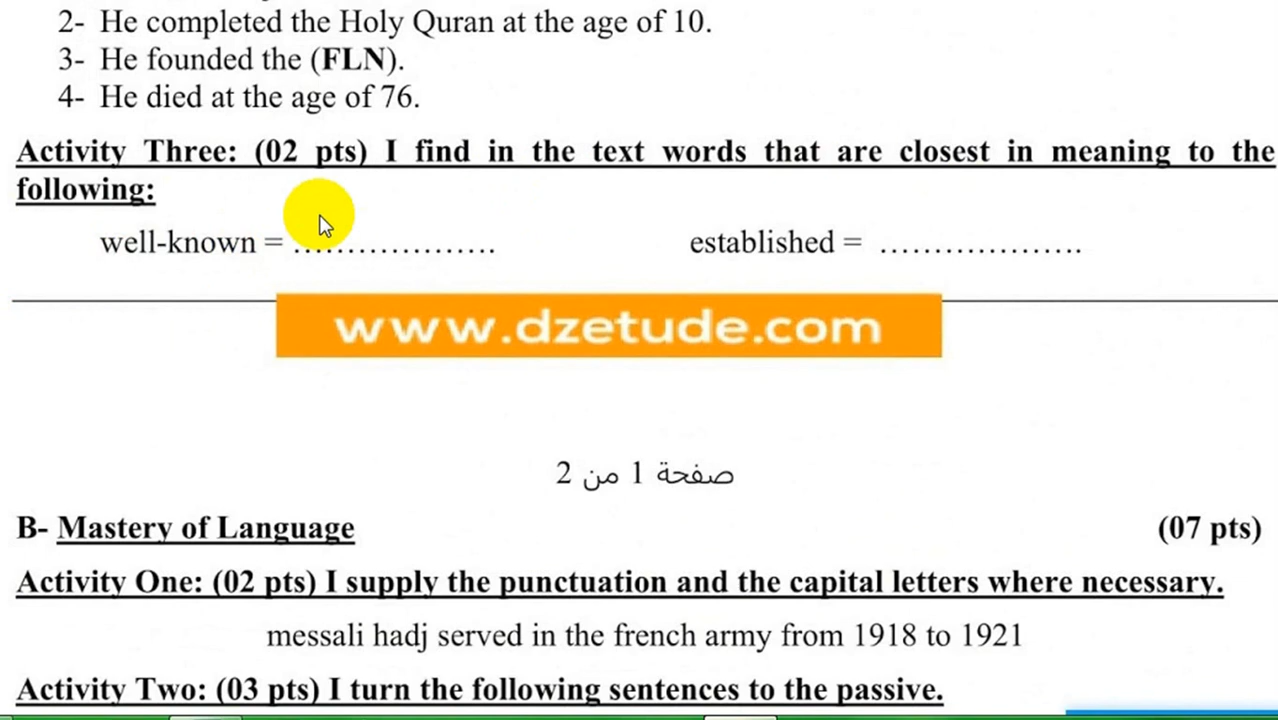 2- He completed the Holy Quran at the age of 10.
3- He founded the (FLN).
4- He died at the age of 76.
Activity Three: (02 pts) I find in the text words that are closest in meaning to the
following:
well-known = ................... established = ...................
www.dzetude.com
صفحة 1 من 2
B- Mastery of Language (07 pts)
Activity One: (02 pts) I supply the punctuation and the capital letters where necessary.
messali hadj served in the french army from 1918 to 1921
Activity Two: (03 pts) I turn the following sentences to the passive.